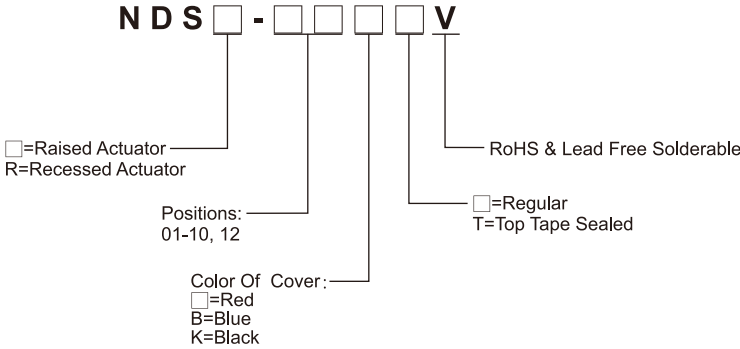 NDS□-□□□□V
□=Raised Actuator
R=Recessed Actuator
RoHS & Lead Free Solderable
Positions:
01-10, 12
□=Regular
T=Top Tape Sealed
Color Of Cover:
□=Red
B=Blue
K=Black